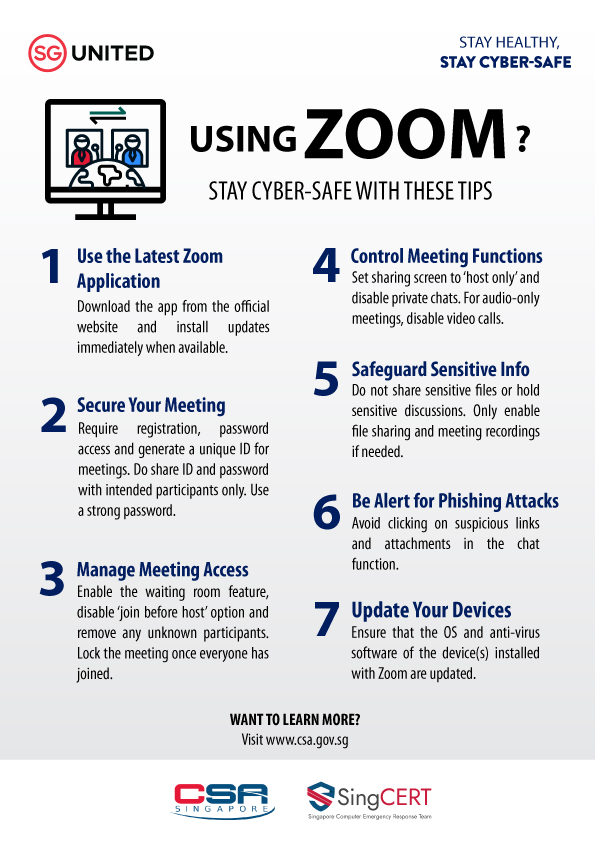 SG UNITED
STAY HEALTHY,
STAY CYBER-SAFE
USING ZOOM ?
STAY CYBER-SAFE WITH THESE TIPS
1 Use the Latest Zoom
Application
Download the app from the official
website and install updates
immediately when available.
2 Secure Your Meeting
Require registration, password
access and generate a unique ID for
meetings. Do share ID and password
with intended participants only. Use
a strong password.
3 Manage Meeting Access
Enable the waiting room feature,
disable ‘join before host’ option and
remove any unknown participants.
Lock the meeting once everyone has
joined.
4 Control Meeting Functions
Set sharing screen to ‘host only’ and
disable private chats. For audio-only
meetings, disable video calls.
5 Safeguard Sensitive Info
Do not share sensitive files or hold
sensitive discussions. Only enable
file sharing and meeting recordings
if needed.
6 Be Alert for Phishing Attacks
Avoid clicking on suspicious links
and attachments in the chat
function.
7 Update Your Devices
Ensure that the OS and anti-virus
software of the device(s) installed
with Zoom are updated.
WANT TO LEARN MORE?
Visit www.csa.gov.sg
CSA
SINGAPORE
SingCERT
Singapore Computer Emergency Response Team